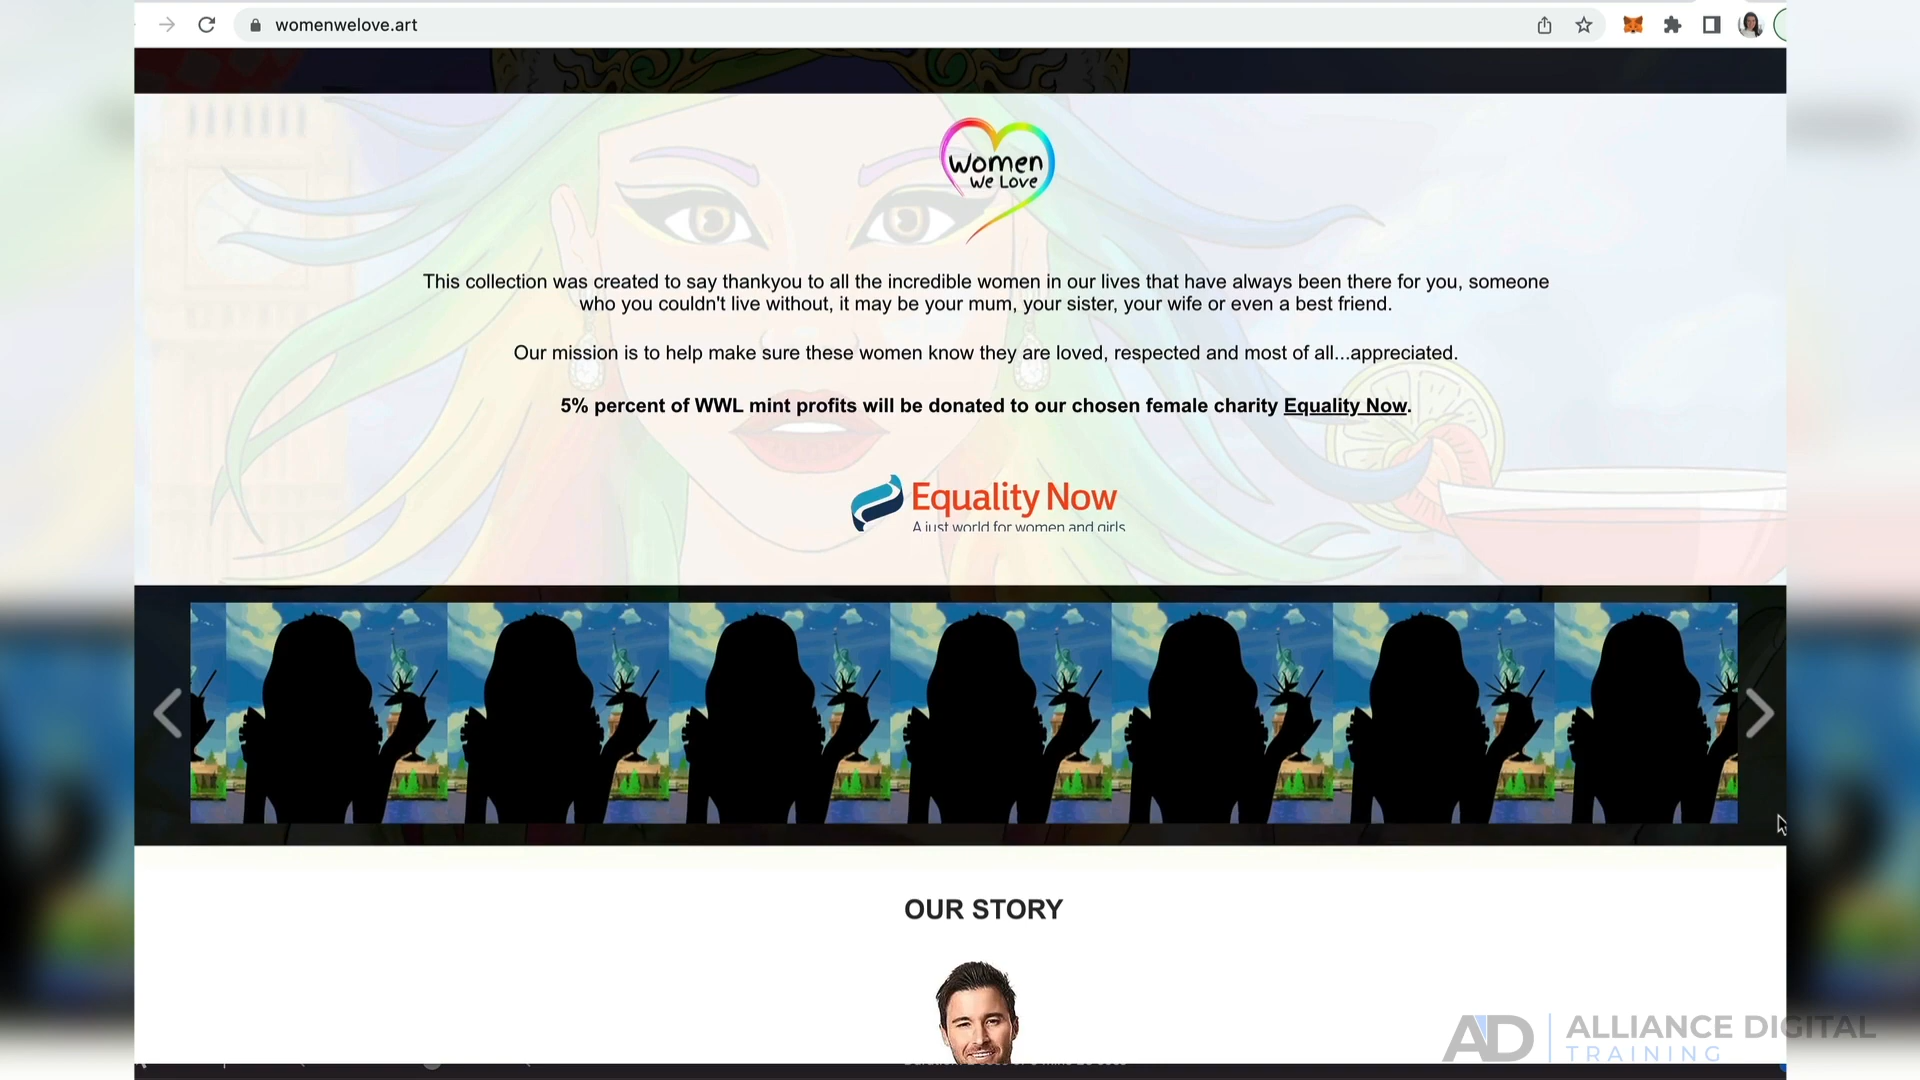 womenwelove.art
Women
We Love
This collection was created to say thankyou to all the incredible women in our lives that have always been there for you, someone
who you couldn't live without, it may be your mum, your sister, your wife or even a best friend.
Our mission is to help make sure these women know they are loved, respected and most of all...appreciated.
5% percent of WWL mint profits will be donated to our chosen female charity Equality Now.
Equality Now
A just world for women and girls
OUR STORY
AD ALLIANCE DIGITAL
TRAINING